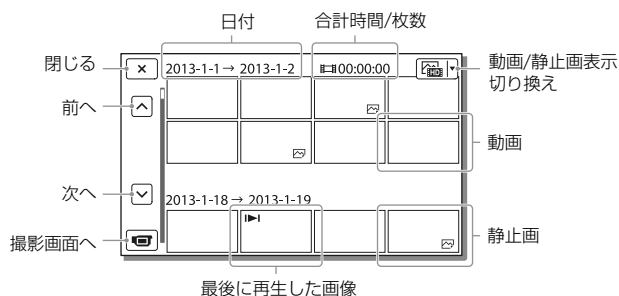 日付
合計時間/枚数
閉じる
2013-1-1 → 2013-1-2
00:00:00
動画/静止画表示
切り換え
前へ
動画
次へ
2013-1-18 → 2013-1-19
撮影画面へ
静止画
最後に再生した画像